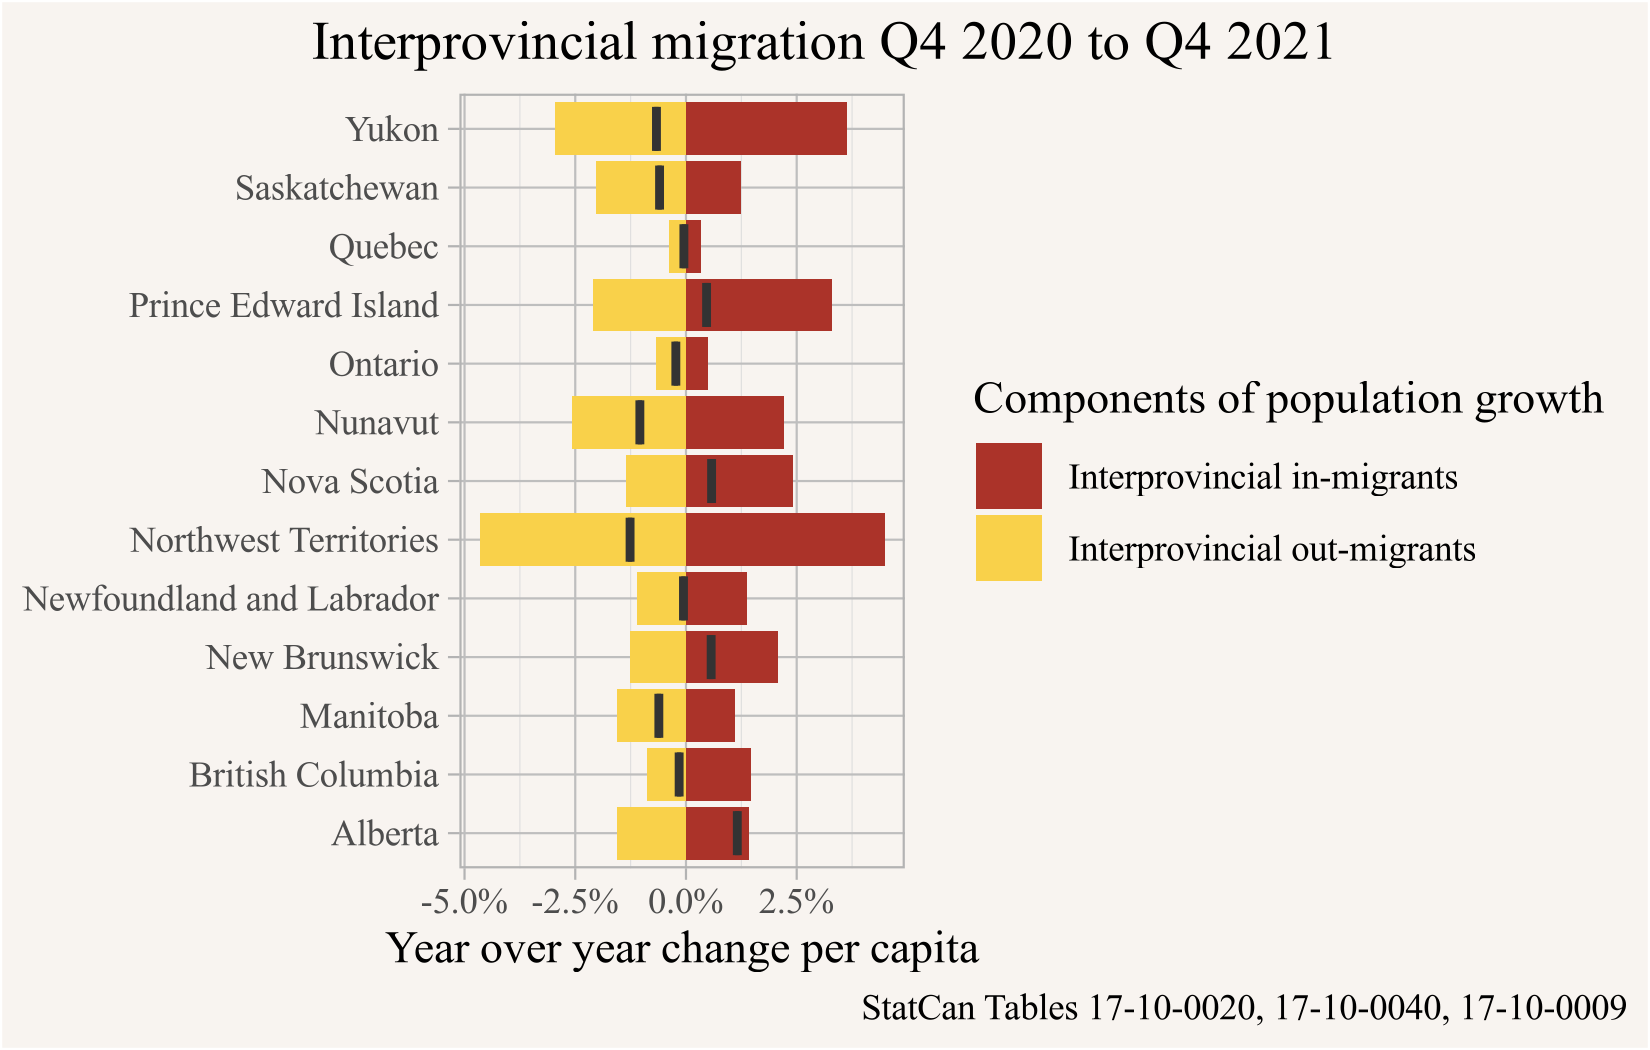 Interprovincial migration Q4 2020 to Q4 2021
Yukon
Saskatchewan
Quebec
Prince Edward Island
Ontario
Nunavut
Nova Scotia
Northwest Territories
Newfoundland and Labrador
New Brunswick
Manitoba
British Columbia
Alberta
-5.0% -2.5% 0.0% 2.5%
Year over year change per capita
Components of population growth
Interprovincial in-migrants
Interprovincial out-migrants
StatCan Tables 17-10-0020, 17-10-0040, 17-10-0009